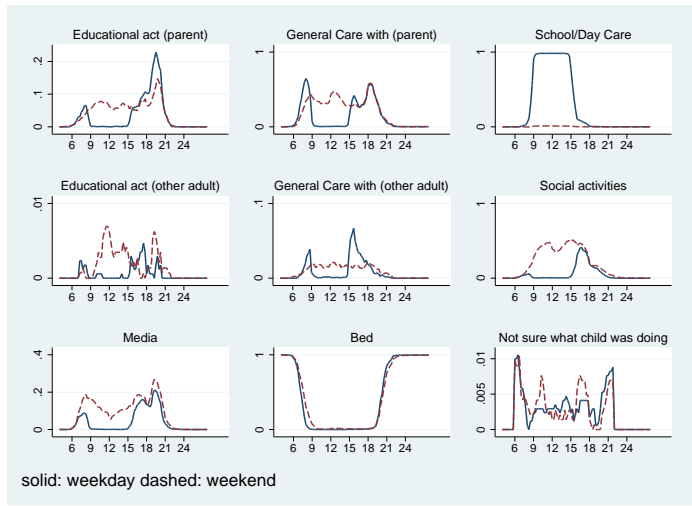 Educational act (parent) General Care with (parent) School/Day Care
0 .1 .2 0 1 0 1
6 9 12 15 18 21 24 6 9 12 15 18 21 24 6 9 12 15 18 21 24
Educational act (other adult) General Care with (other adult) Social activities
0 .01 0 .1 0 1
6 9 12 15 18 21 24 6 9 12 15 18 21 24 6 9 12 15 18 21 24
Media Bed Not sure what child was doing
0 .2 .4 0 1 0 .005 .01
6 9 12 15 18 21 24 6 9 12 15 18 21 24 6 9 12 15 18 21 24
solid: weekday dashed: weekend